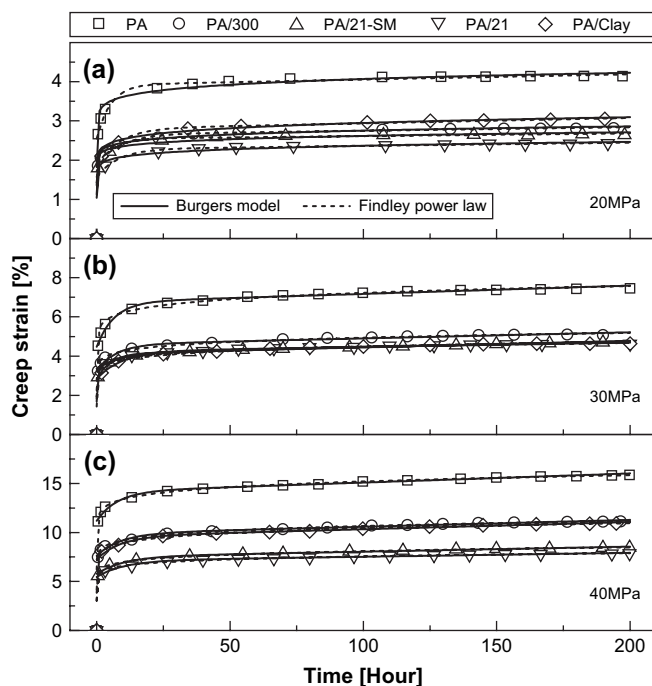 PA PA/300 PA/21-SM PA/21 PA/Clay
(a)
4
3
2
1
0
Burgers model Findley power law
20MPa
(b)
8
6
4
2
0
30MPa
(c)
15
10
5
0
40MPa
Creep strain [%]
0 50 100 150 200
Time [Hour]